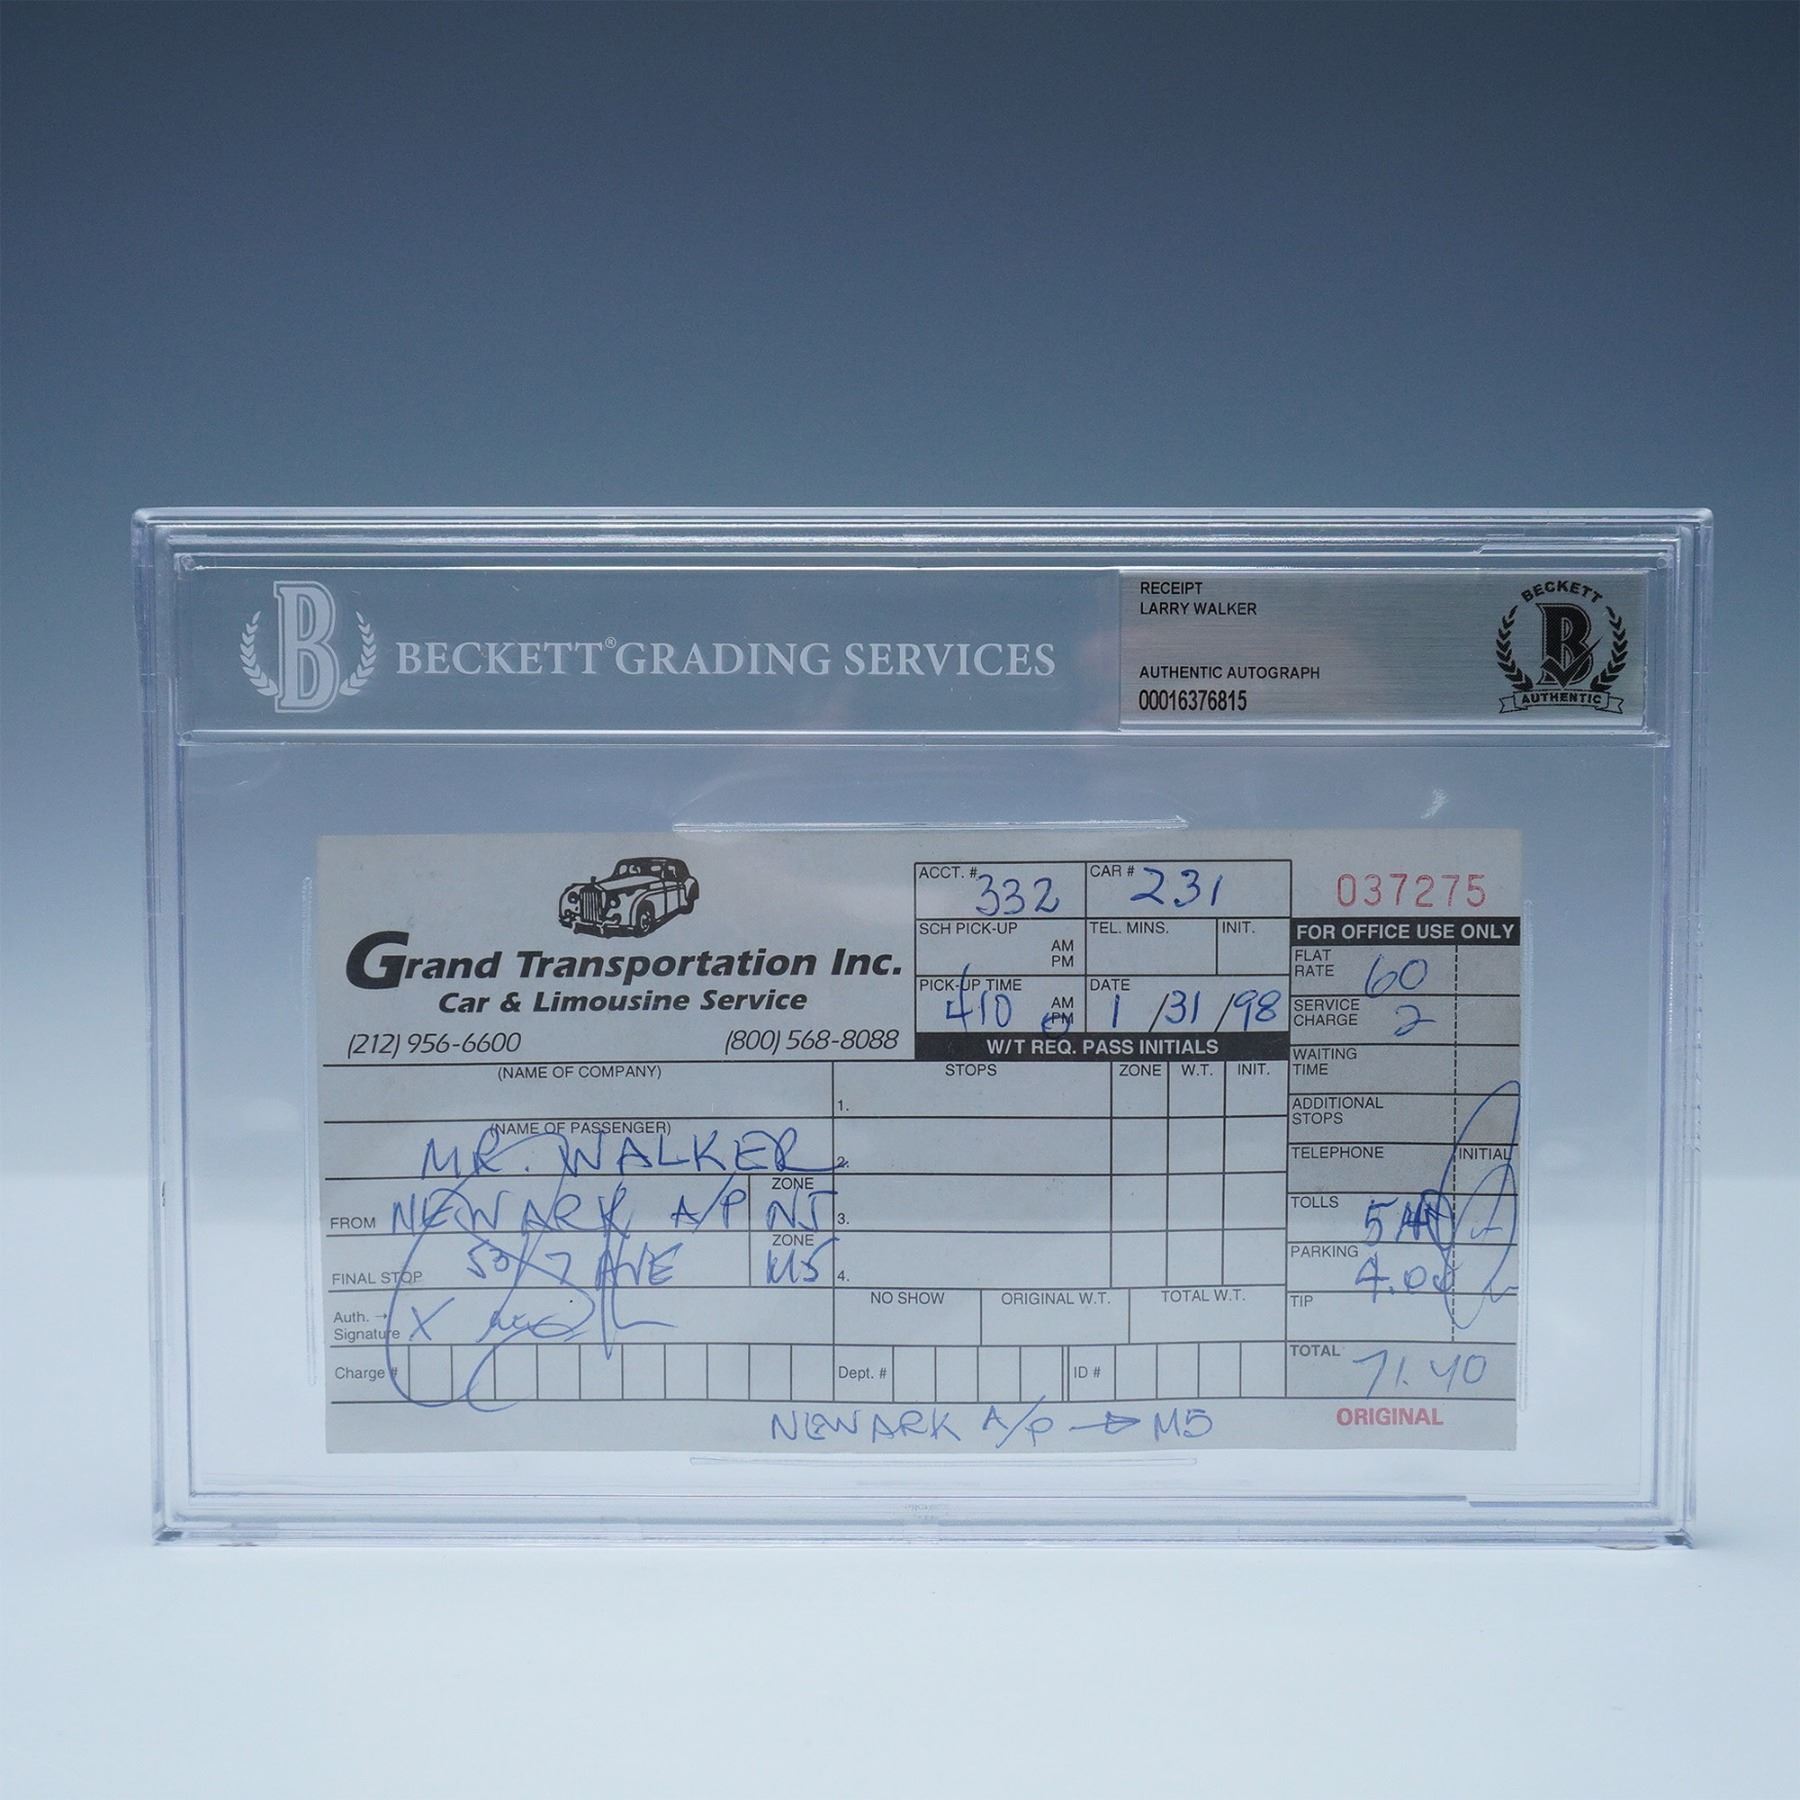 BECKETT® GRADING SERVICES
RECEIPT
LARRY WALKER
AUTHENTIC AUTOGRAPH
00016376815
BECKETT
AUTHENTIC
Grand Transportation Inc.
Car & Limousine Service
(212) 956-6600 (800) 568-8088
ACCT. # 332 CAR # 231
SCH PICK-UP AM PM TEL. MINS. INIT.
PICK-UP TIME 410 AM PM DATE 1/31/98
W/T REQ. PASS INITIALS
037275
FOR OFFICE USE ONLY
FLAT RATE 60
SERVICE CHARGE 2
WAITING TIME
ADDITIONAL STOPS
TELEPHONE INITIAL
TOLLS 5
PARKING 4.00
TIP
TOTAL 71.40
ORIGINAL
(NAME OF COMPANY)
STOPS ZONE W.T. INIT.
1.
(NAME OF PASSENGER)
MR. WALKER
2.
FROM NEWARK A/P ZONE NJ
3.
FINAL STOP 53/7 AVE ZONE M5
4.
Auth. → Signature X
NO SHOW ORIGINAL W.T. TOTAL W.T.
Charge # Dept. # ID #
NEWARK A/P → M5